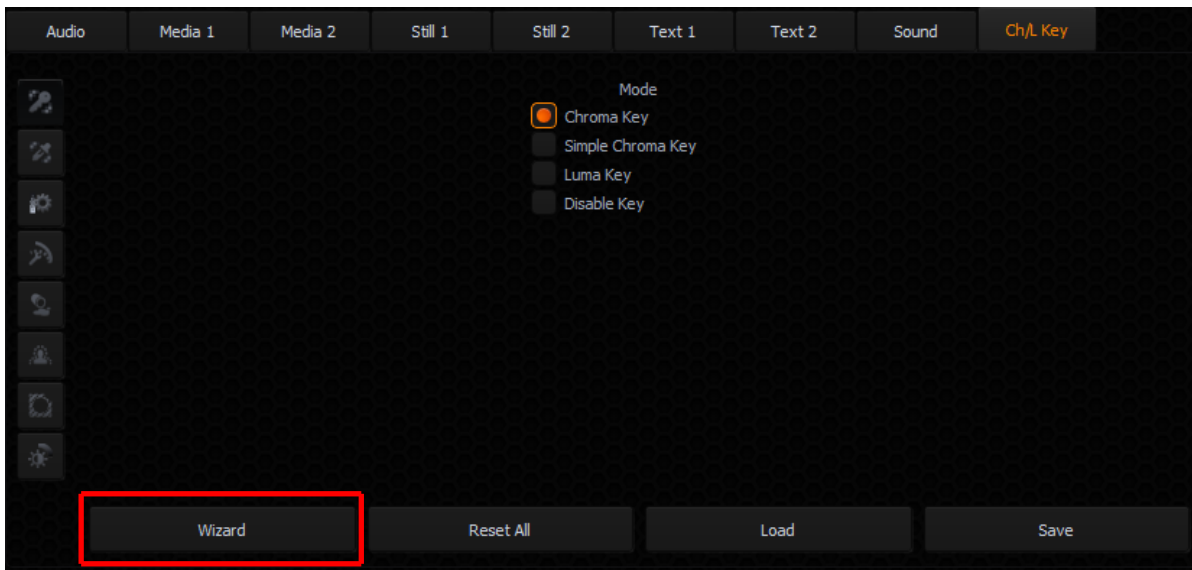 Audio Media 1 Media 2 Still 1 Still 2 Text 1 Text 2 Sound Ch/L Key
Mode
Chroma Key
Simple Chroma Key
Luma Key
Disable Key
Wizard Reset All Load Save